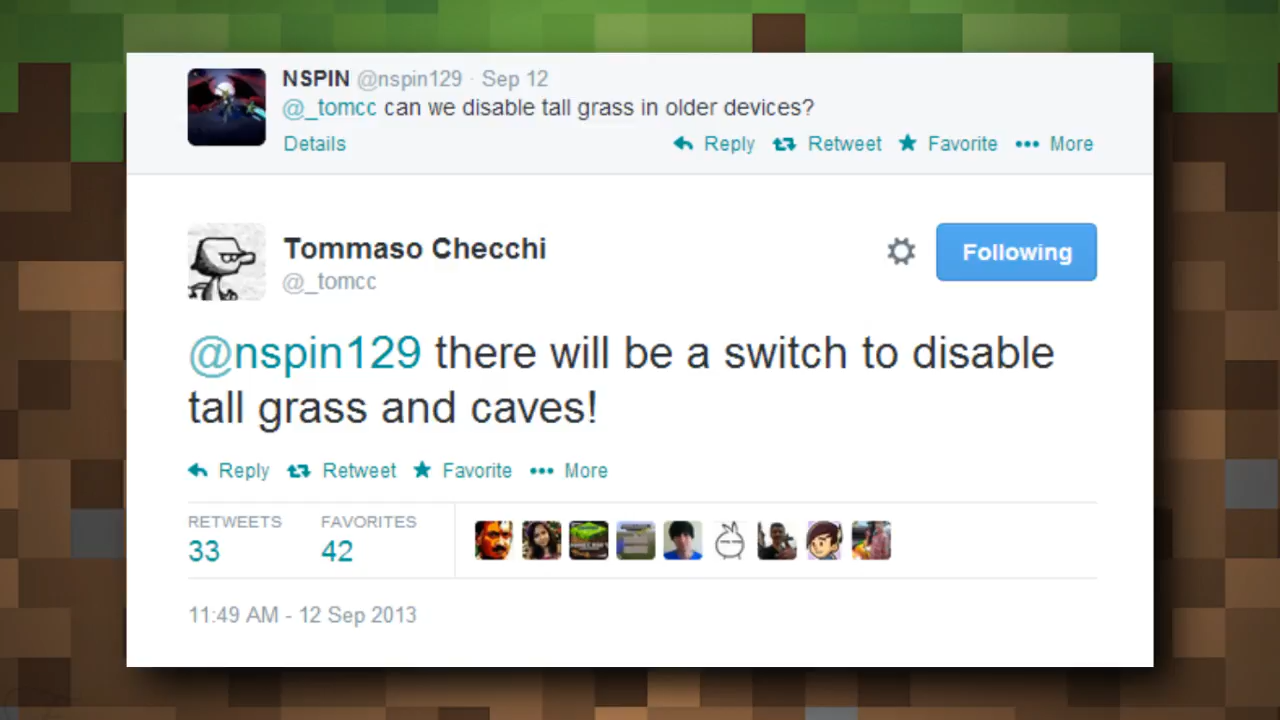 NSPIN @nspin129 · Sep 12
@_tomcc can we disable tall grass in older devices?
Details Reply Retweet Favorite More
Tommaso Checchi
@_tomcc
Following
@nspin129 there will be a switch to disable
tall grass and caves!
Reply Retweet Favorite More
RETWEETS FAVORITES
33 42
11:49 AM - 12 Sep 2013